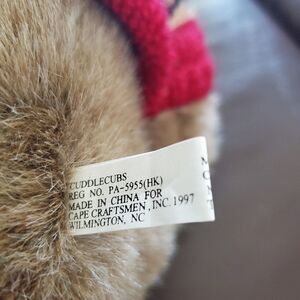 CUDDLECUBS
REG NO. PA-5955(HK)
MADE IN CHINA FOR
CAPE CRAFTSMEN, INC. 1997
WILMINGTON, NC